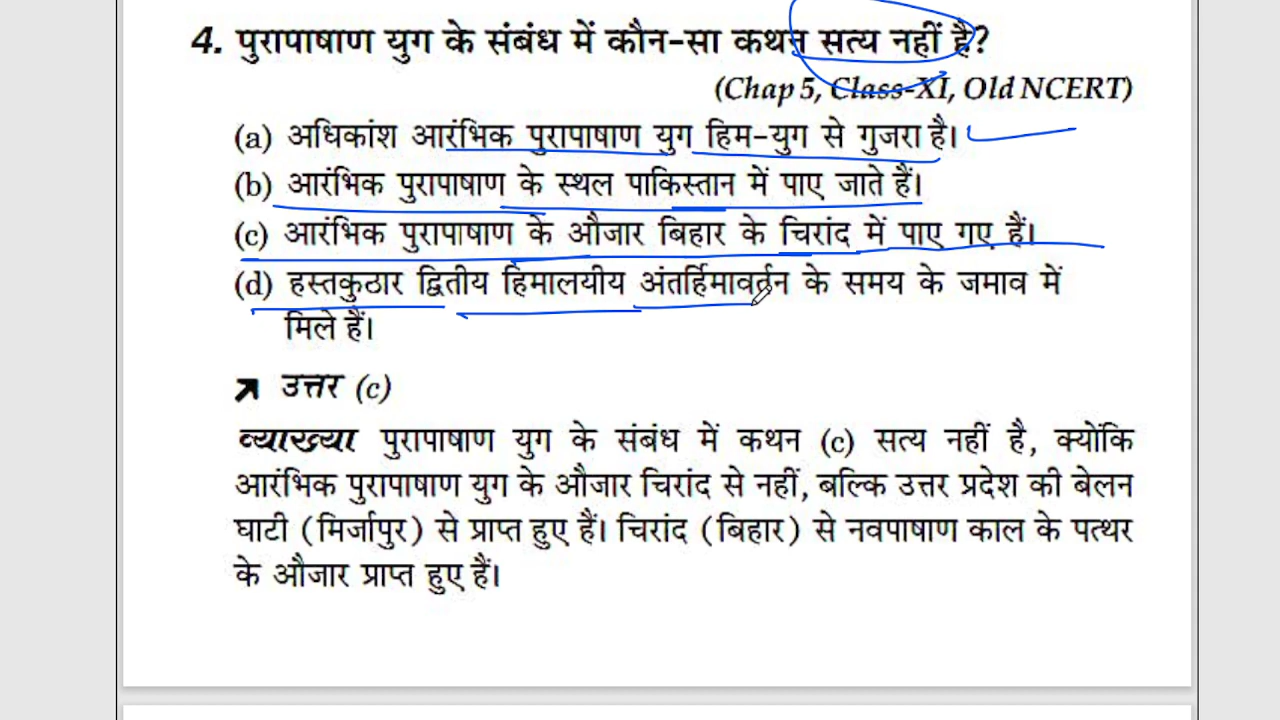 4. पुरापाषाण युग के संबंध में कौन-सा कथन सत्य नहीं है?
(Chap 5, Class-XI, Old NCERT)
(a) अधिकांश आरंभिक पुरापाषाण युग हिम-युग से गुजरा है।
(b) आरंभिक पुरापाषाण के स्थल पाकिस्तान में पाए जाते हैं।
(c) आरंभिक पुरापाषाण के औजार बिहार के चिरांद में पाए गए हैं।
(d) हस्तकुठार द्वितीय हिमालयीय अंतर्हिमावर्तन के समय के जमाव में
मिले हैं।
उत्तर (c)
व्याख्या पुरापाषाण युग के संबंध में कथन (c) सत्य नहीं है, क्योंकि
आरंभिक पुरापाषाण युग के औजार चिरांद से नहीं, बल्कि उत्तर प्रदेश की बेलन
घाटी (मिर्जापुर) से प्राप्त हुए हैं। चिरांद (बिहार) से नवपाषाण काल के पत्थर
के औजार प्राप्त हुए हैं।